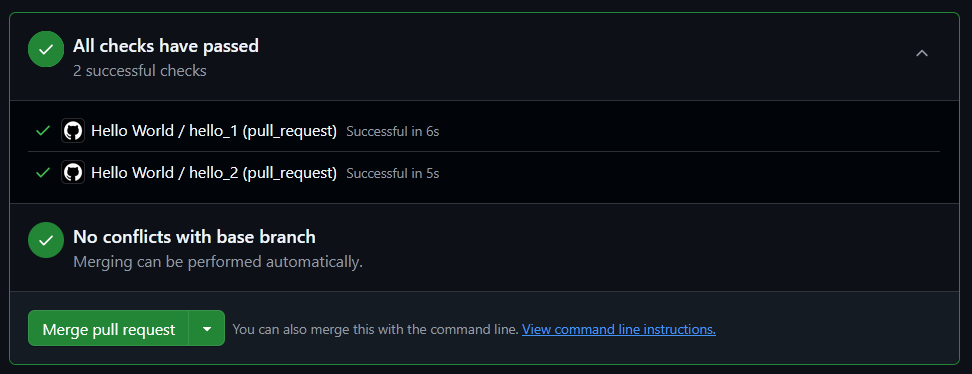 All checks have passed
2 successful checks
Hello World / hello_1 (pull_request) Successful in 6s
Hello World / hello_2 (pull_request) Successful in 5s
No conflicts with base branch
Merging can be performed automatically.
Merge pull request You can also merge this with the command line. View command line instructions.